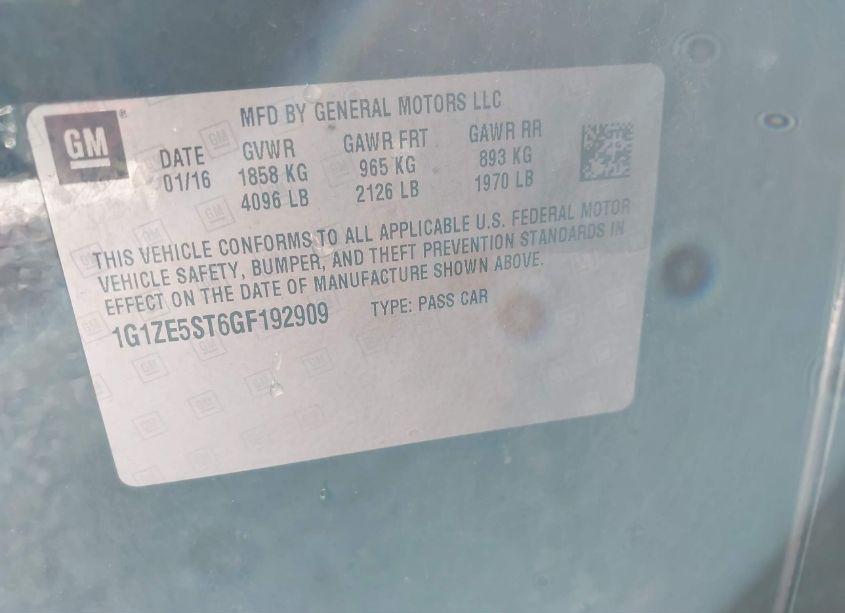 GM®
MFD BY GENERAL MOTORS LLC
DATE GVWR GAWR FRT GAWR RR
01/16 1858 KG 965 KG 893 KG
4096 LB 2126 LB 1970 LB
THIS VEHICLE CONFORMS TO ALL APPLICABLE U.S. FEDERAL MOTOR
VEHICLE SAFETY, BUMPER, AND THEFT PREVENTION STANDARDS IN
EFFECT ON THE DATE OF MANUFACTURE SHOWN ABOVE.
1G1ZE5ST6GF192909 TYPE: PASS CAR